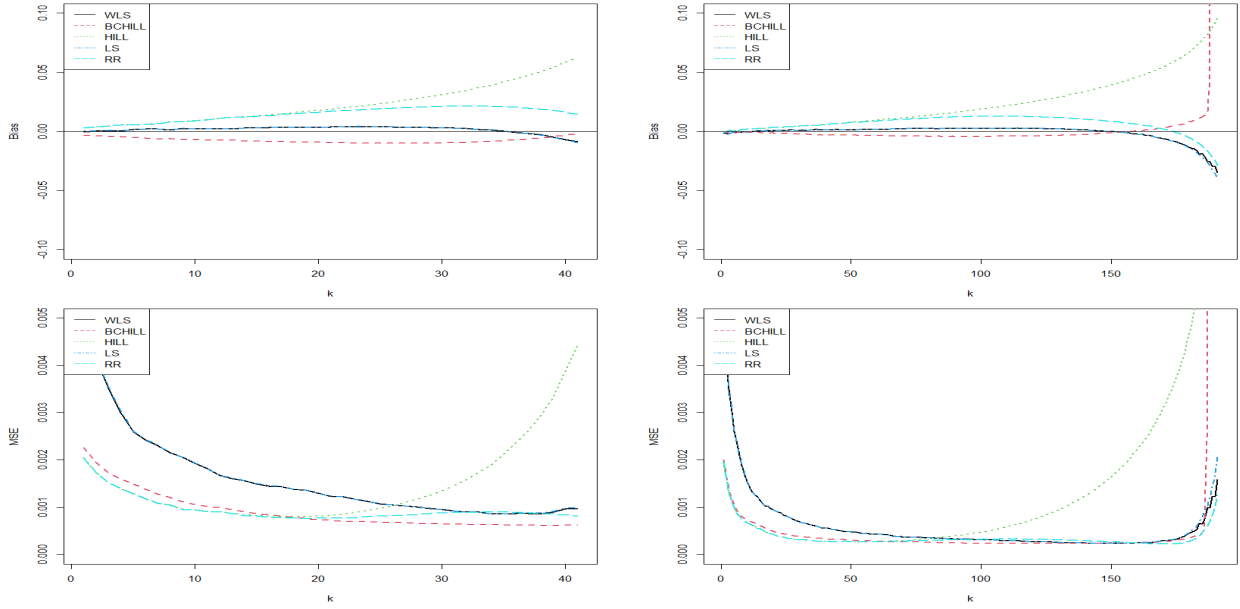 0.10
0.05
0.00
-0.05
-0.10
Bias
WLS
BCHILL
HILL
LS
RR
0 10 20 30 40
k
0.10
0.05
0.00
-0.05
-0.10
Bias
WLS
BCHILL
HILL
LS
RR
0 50 100 150
k
0.005
0.004
0.003
0.002
0.001
0.000
MSE
WLS
BCHILL
HILL
LS
RR
0 10 20 30 40
k
0.005
0.004
0.003
0.002
0.001
0.000
MSE
WLS
BCHILL
HILL
LS
RR
0 50 100 150
k